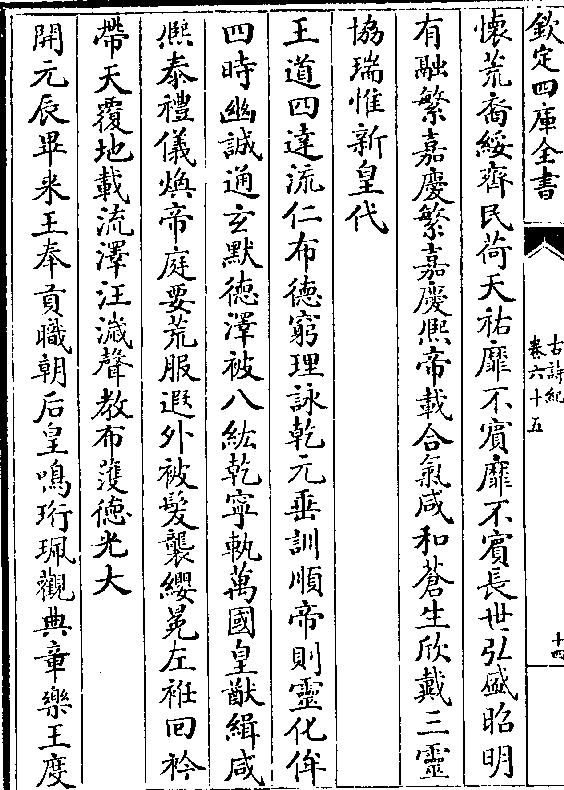 欽定四庫全書
古詩紀
卷六十五
十四
懷荒裔綏齊民荷天祐靡不賓靡不賓長世弘盛昭明
有融繁嘉慶繁嘉慶熙帝載合氣咸和蒼生欣戴三靈
協瑞惟新皇代
王道四達流仁布德窮理詠乾元垂訓順帝則靈化侔
四時幽誠通玄默德澤被八紘乾寧軌萬國皇猷緝咸
熙泰禮儀煥帝庭要荒服遐外被髮襲纓冕左衽回衿
帶天覆地載流澤汪濊聲教布濩德光大
開元辰畢來王奉貢職朝后皇鳴珩珮觀典章樂王度